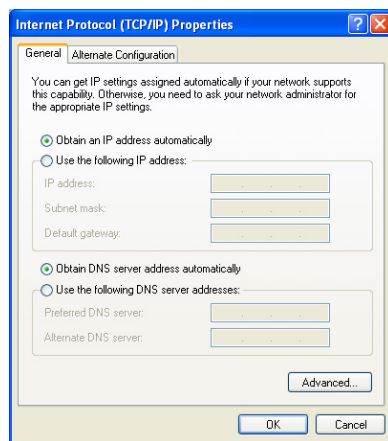 Internet Protocol (TCP/IP) Properties
General
Alternate Configuration
You can get IP settings assigned automatically if your network supports
this capability. Otherwise, you need to ask your network administrator for
the appropriate IP settings.
Obtain an IP address automatically
Use the following IP address:
IP address:
Subnet mask:
Default gateway:
Obtain DNS server address automatically
Use the following DNS server addresses:
Preferred DNS server:
Alternate DNS server:
Advanced...
OK
Cancel